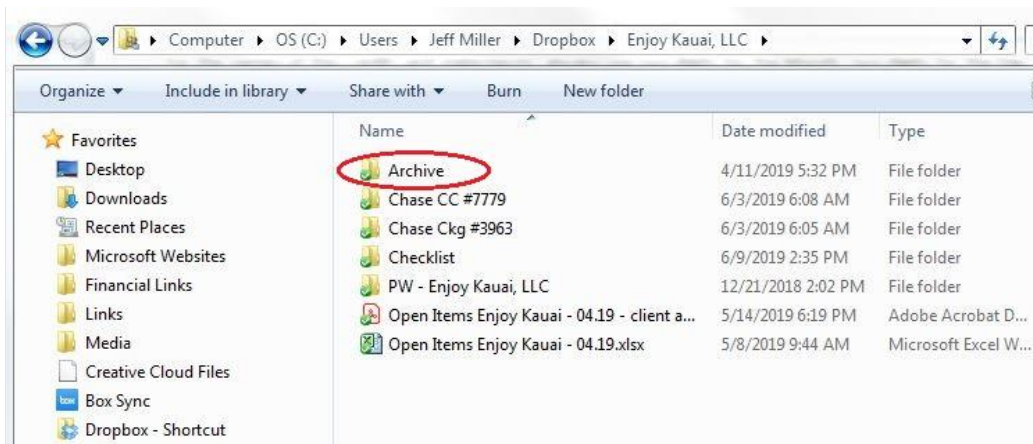 Computer ▸ OS (C:) ▸ Users ▸ Jeff Miller ▸ Dropbox ▸ Enjoy Kauai, LLC ▸
Organize Include in library Share with Burn New folder
Favorites
Desktop
Downloads
Recent Places
Microsoft Websites
Financial Links
Links
Media
Creative Cloud Files
box Box Sync
Dropbox - Shortcut
Name Date modified Type
Archive 4/11/2019 5:32 PM File folder
Chase CC #7779 6/3/2019 6:08 AM File folder
Chase Ckg #3963 6/3/2019 6:05 AM File folder
Checklist 6/9/2019 2:35 PM File folder
PW - Enjoy Kauai, LLC 12/21/2018 2:02 PM File folder
Open Items Enjoy Kauai - 04.19 - client a... 5/14/2019 6:19 PM Adobe Acrobat D...
Open Items Enjoy Kauai - 04.19.xlsx 5/8/2019 9:44 AM Microsoft Excel W...